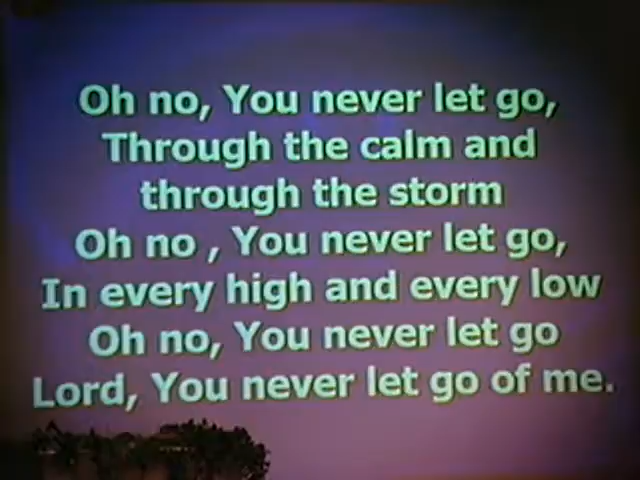 Oh no, You never let go,
Through the calm and
through the storm
Oh no , You never let go,
In every high and every low
Oh no, You never let go
Lord, You never let go of me.